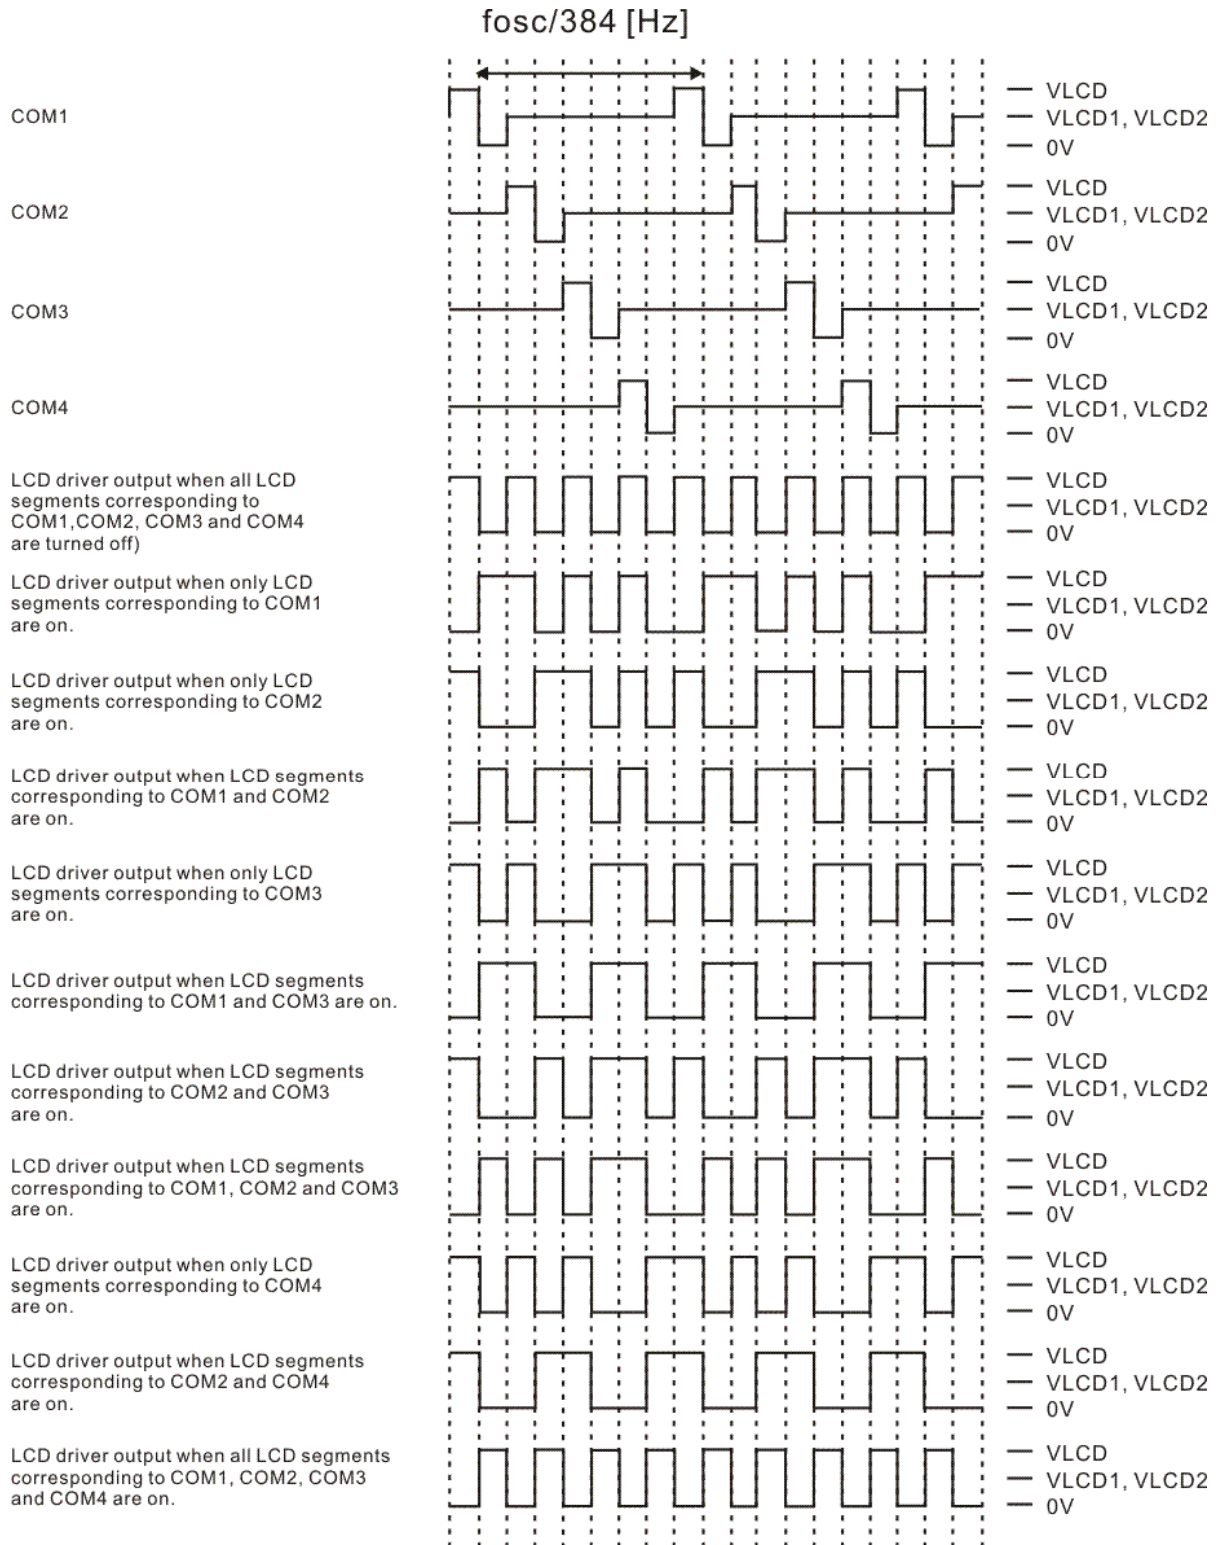 fosc/384 [Hz]
COM1
VLCD
VLCD1, VLCD2
0V
COM2
VLCD
VLCD1, VLCD2
0V
COM3
VLCD
VLCD1, VLCD2
0V
COM4
VLCD
VLCD1, VLCD2
0V
LCD driver output when all LCD
segments corresponding to
COM1,COM2, COM3 and COM4
are turned off)
VLCD
VLCD1, VLCD2
0V
LCD driver output when only LCD
segments corresponding to COM1
are on.
VLCD
VLCD1, VLCD2
0V
LCD driver output when only LCD
segments corresponding to COM2
are on.
VLCD
VLCD1, VLCD2
0V
LCD driver output when LCD segments
corresponding to COM1 and COM2
are on.
VLCD
VLCD1, VLCD2
0V
LCD driver output when only LCD
segments corresponding to COM3
are on.
VLCD
VLCD1, VLCD2
0V
LCD driver output when LCD segments
corresponding to COM1 and COM3 are on.
VLCD
VLCD1, VLCD2
0V
LCD driver output when LCD segments
corresponding to COM2 and COM3
are on.
VLCD
VLCD1, VLCD2
0V
LCD driver output when LCD segments
corresponding to COM1, COM2 and COM3
are on.
VLCD
VLCD1, VLCD2
0V
LCD driver output when only LCD
segments corresponding to COM4
are on.
VLCD
VLCD1, VLCD2
0V
LCD driver output when LCD segments
corresponding to COM2 and COM4
are on.
VLCD
VLCD1, VLCD2
0V
LCD driver output when all LCD segments
corresponding to COM1, COM2, COM3
and COM4 are on.
VLCD
VLCD1, VLCD2
0V